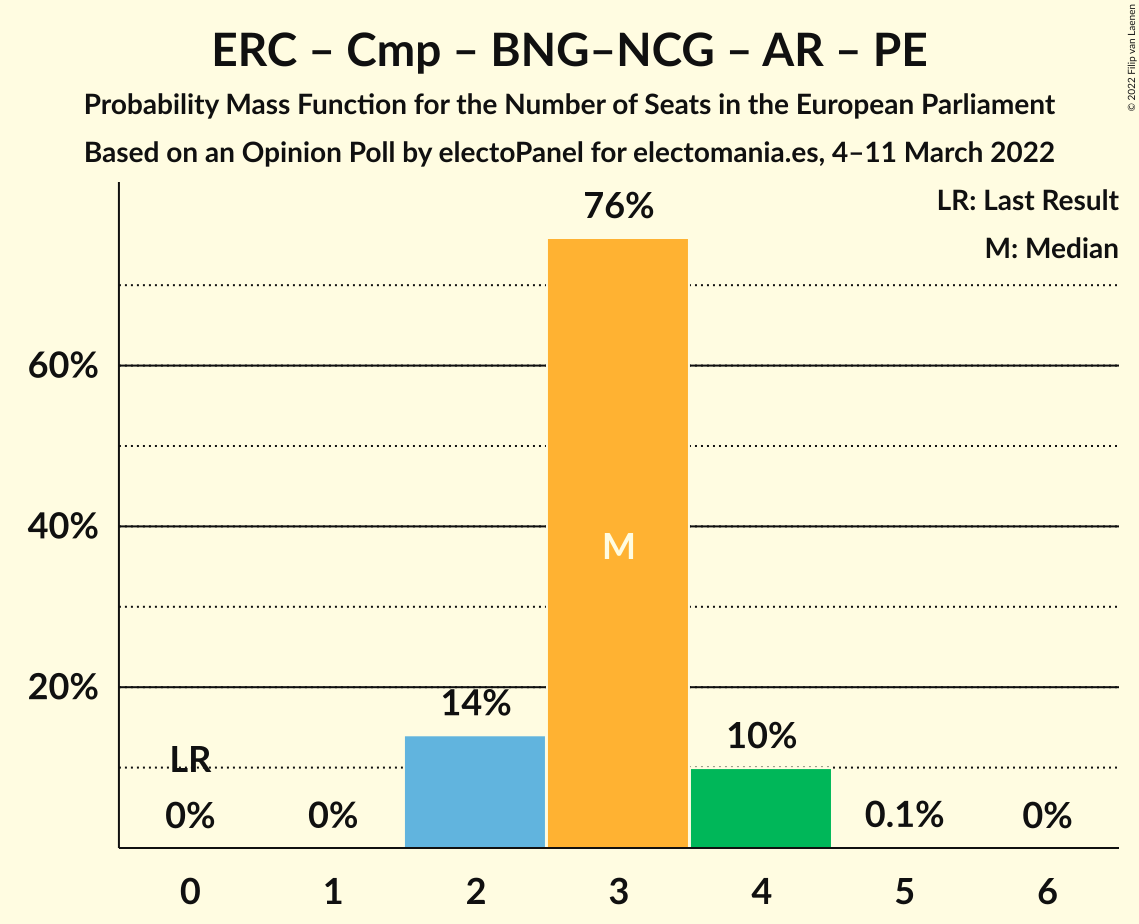 ERC – Cmp – BNG–NCG – AR – PE
Probability Mass Function for the Number of Seats in the European Parliament
Based on an Opinion Poll by electoPanel for electomania.es, 4–11 March 2022
© 2022 Filip van Laenen
LR: Last Result
M: Median
76%
60%
40%
M
20%
14%
10%
LR
0%
0%
0.1%
0%
0
1
2
3
4
5
6